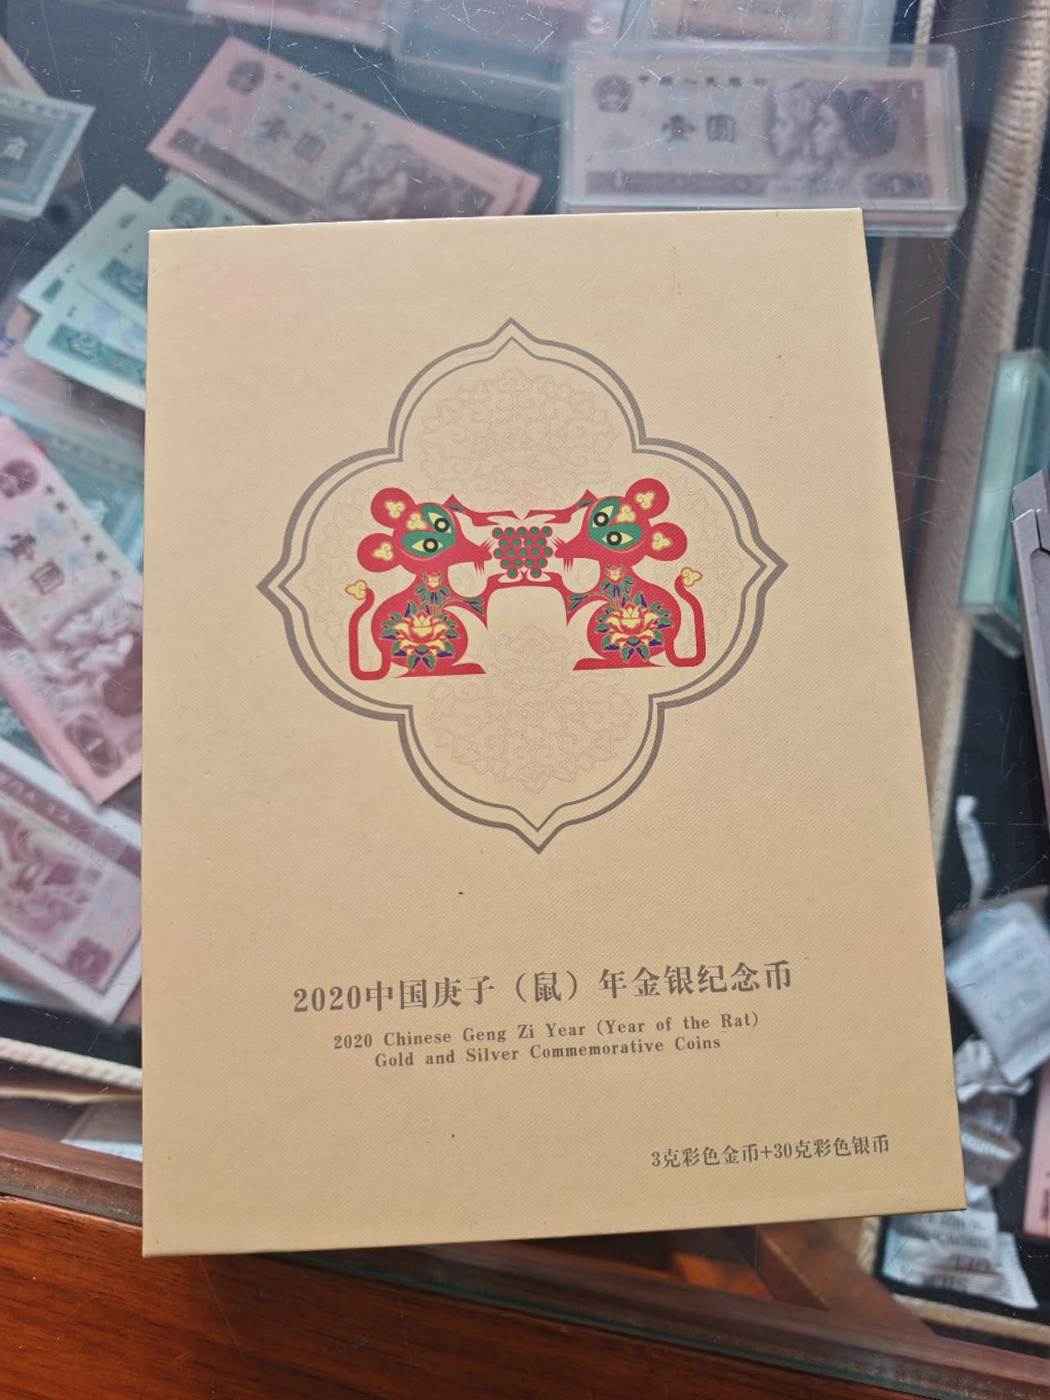 壹圆
2020中国庚子（鼠）年金银纪念币
2020 Chinese Geng Zi Year (Year of the Rat)
Gold and Silver Commemorative Coins
3克彩色金币+30克彩色银币